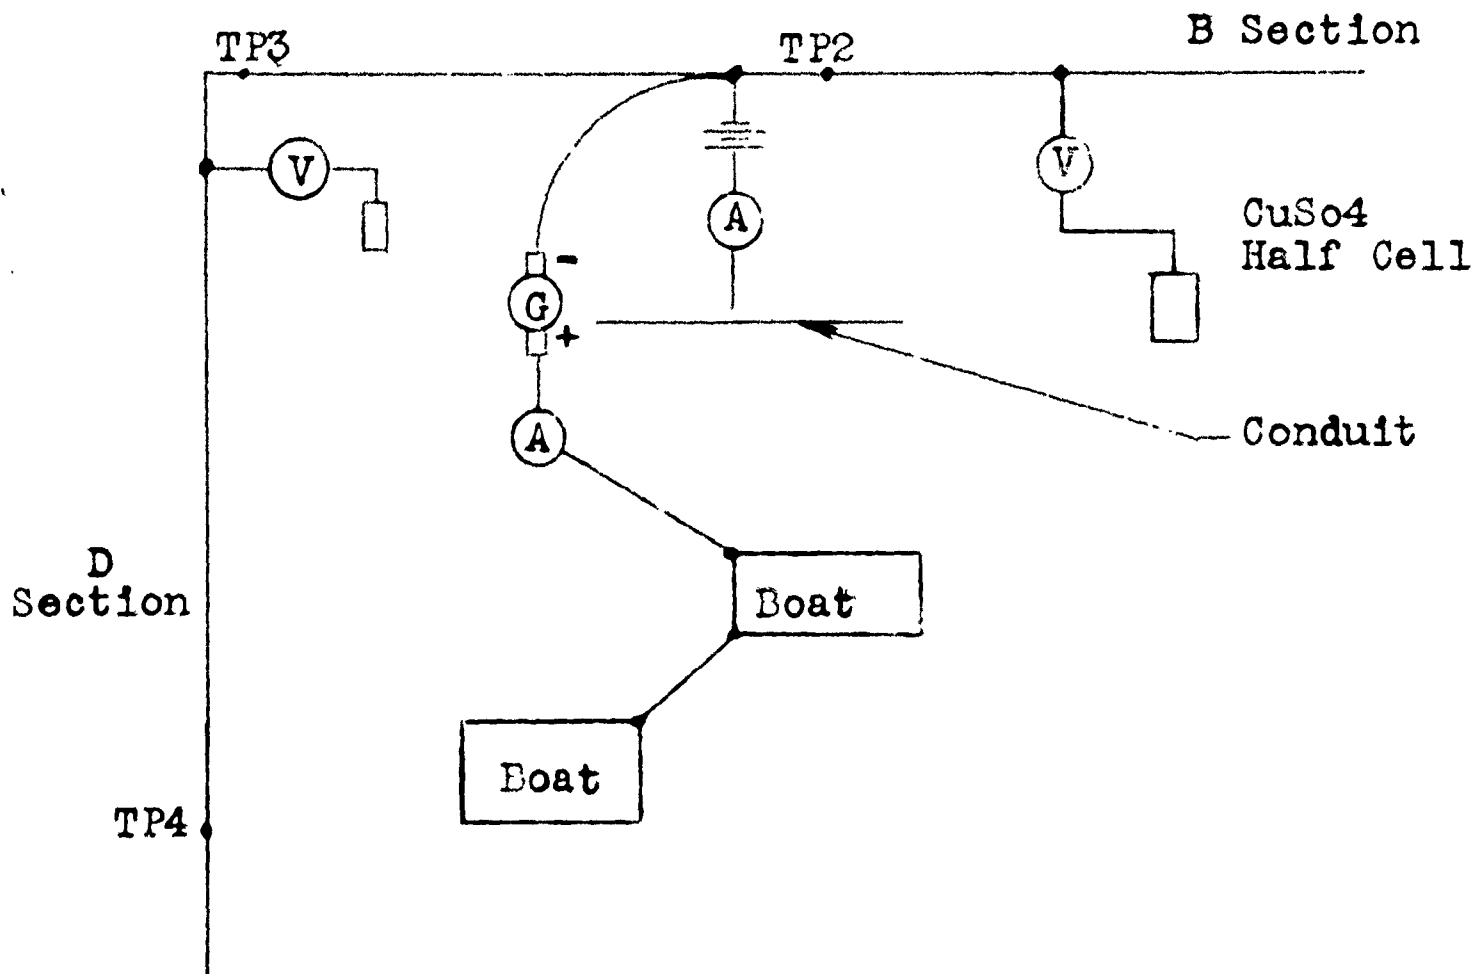 B Section
TP3
TP2
V
V
A
CuSo4
Half Cell
-
G
+
A
Conduit
D
Section
Boat
Boat
TP4